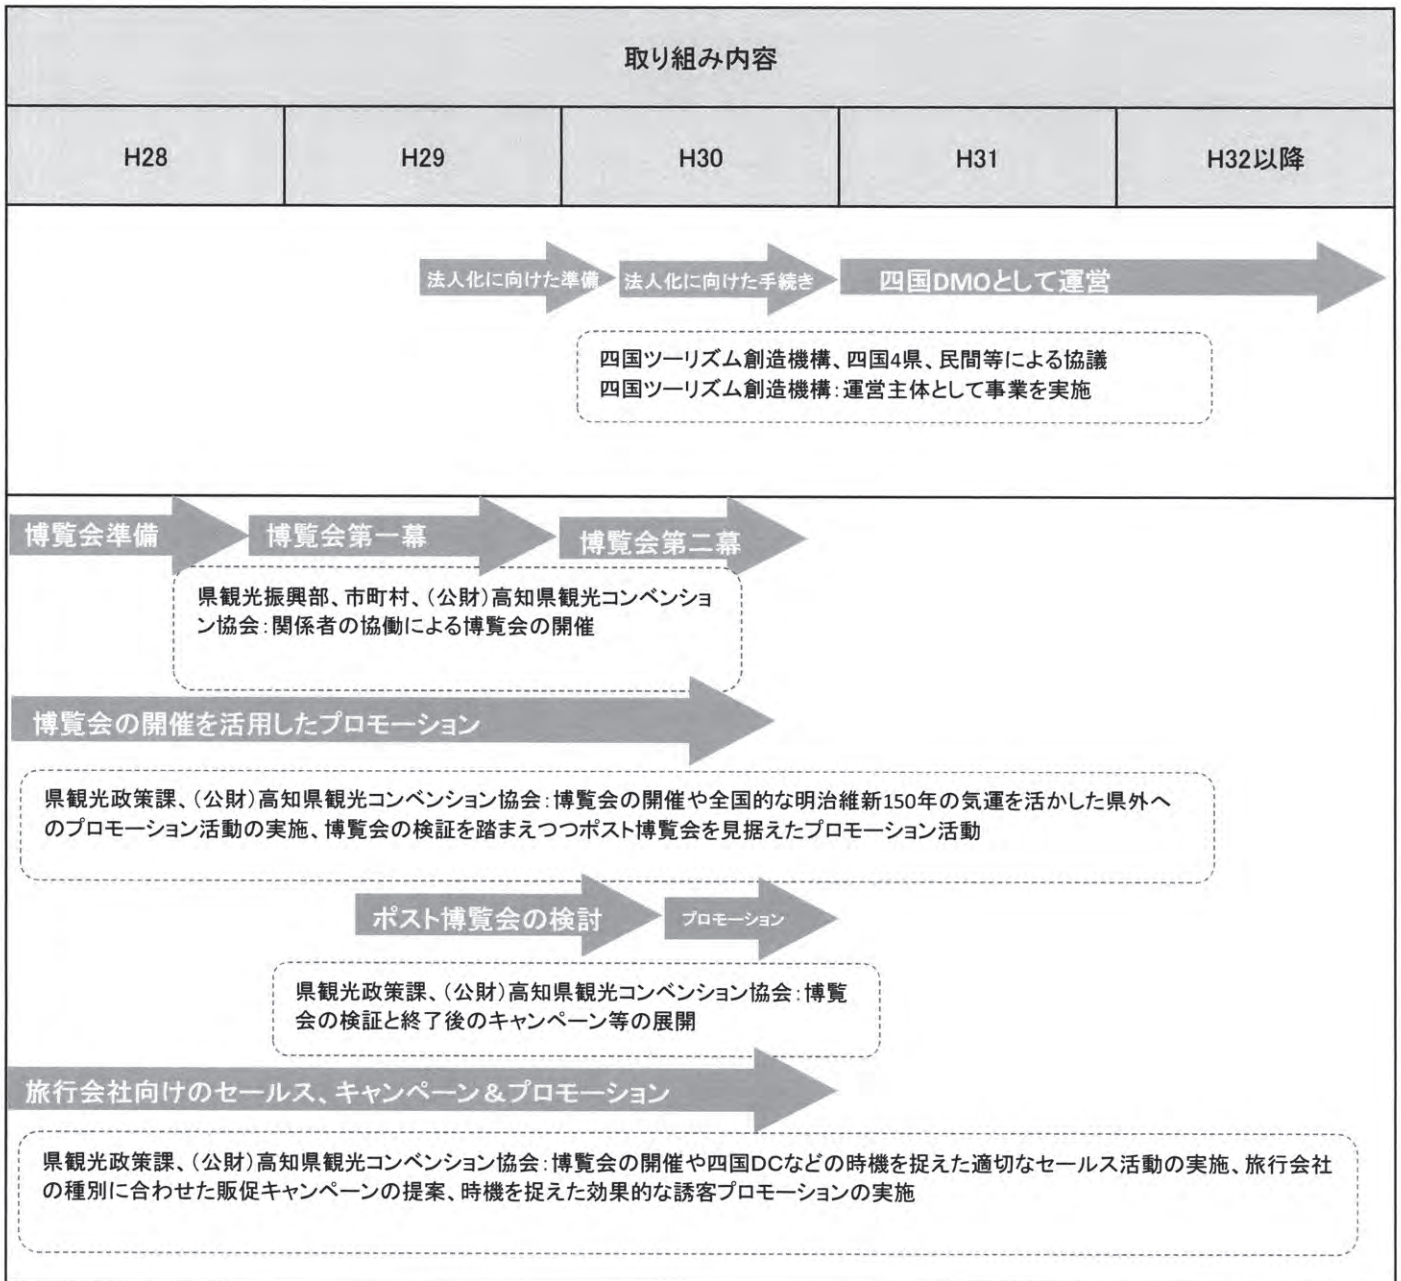 取り組み内容
H28
H29
H30
H31
H32以降
法人化に向けた準備
法人化に向けた手続き
四国DMOとして運営
四国ツーリズム創造機構、四国4県、民間等による協議
四国ツーリズム創造機構：運営主体として事業を実施
博覧会準備
博覧会第一幕
博覧会第二幕
県観光振興部、市町村、（公財）高知県観光コンベンショ
ン協会：関係者の協働による博覧会の開催
博覧会の開催を活用したプロモーション
県観光政策課、（公財）高知県観光コンベンション協会：博覧会の開催や全国的な明治維新150年の気運を活かした県外へ
のプロモーション活動の実施、博覧会の検証を踏まえつつポスト博覧会を見据えたプロモーション活動
ポスト博覧会の検討
プロモーション
県観光政策課、（公財）高知県観光コンベンション協会：博覧
会の検証と終了後のキャンペーン等の展開
旅行会社向けのセールス、キャンペーン＆プロモーション
県観光政策課、（公財）高知県観光コンベンション協会：博覧会の開催や四国DCなどの時機を捉えた適切なセールス活動の実施、旅行会社
の種別に合わせた販促キャンペーンの提案、時機を捉えた効果的な誘客プロモーションの実施